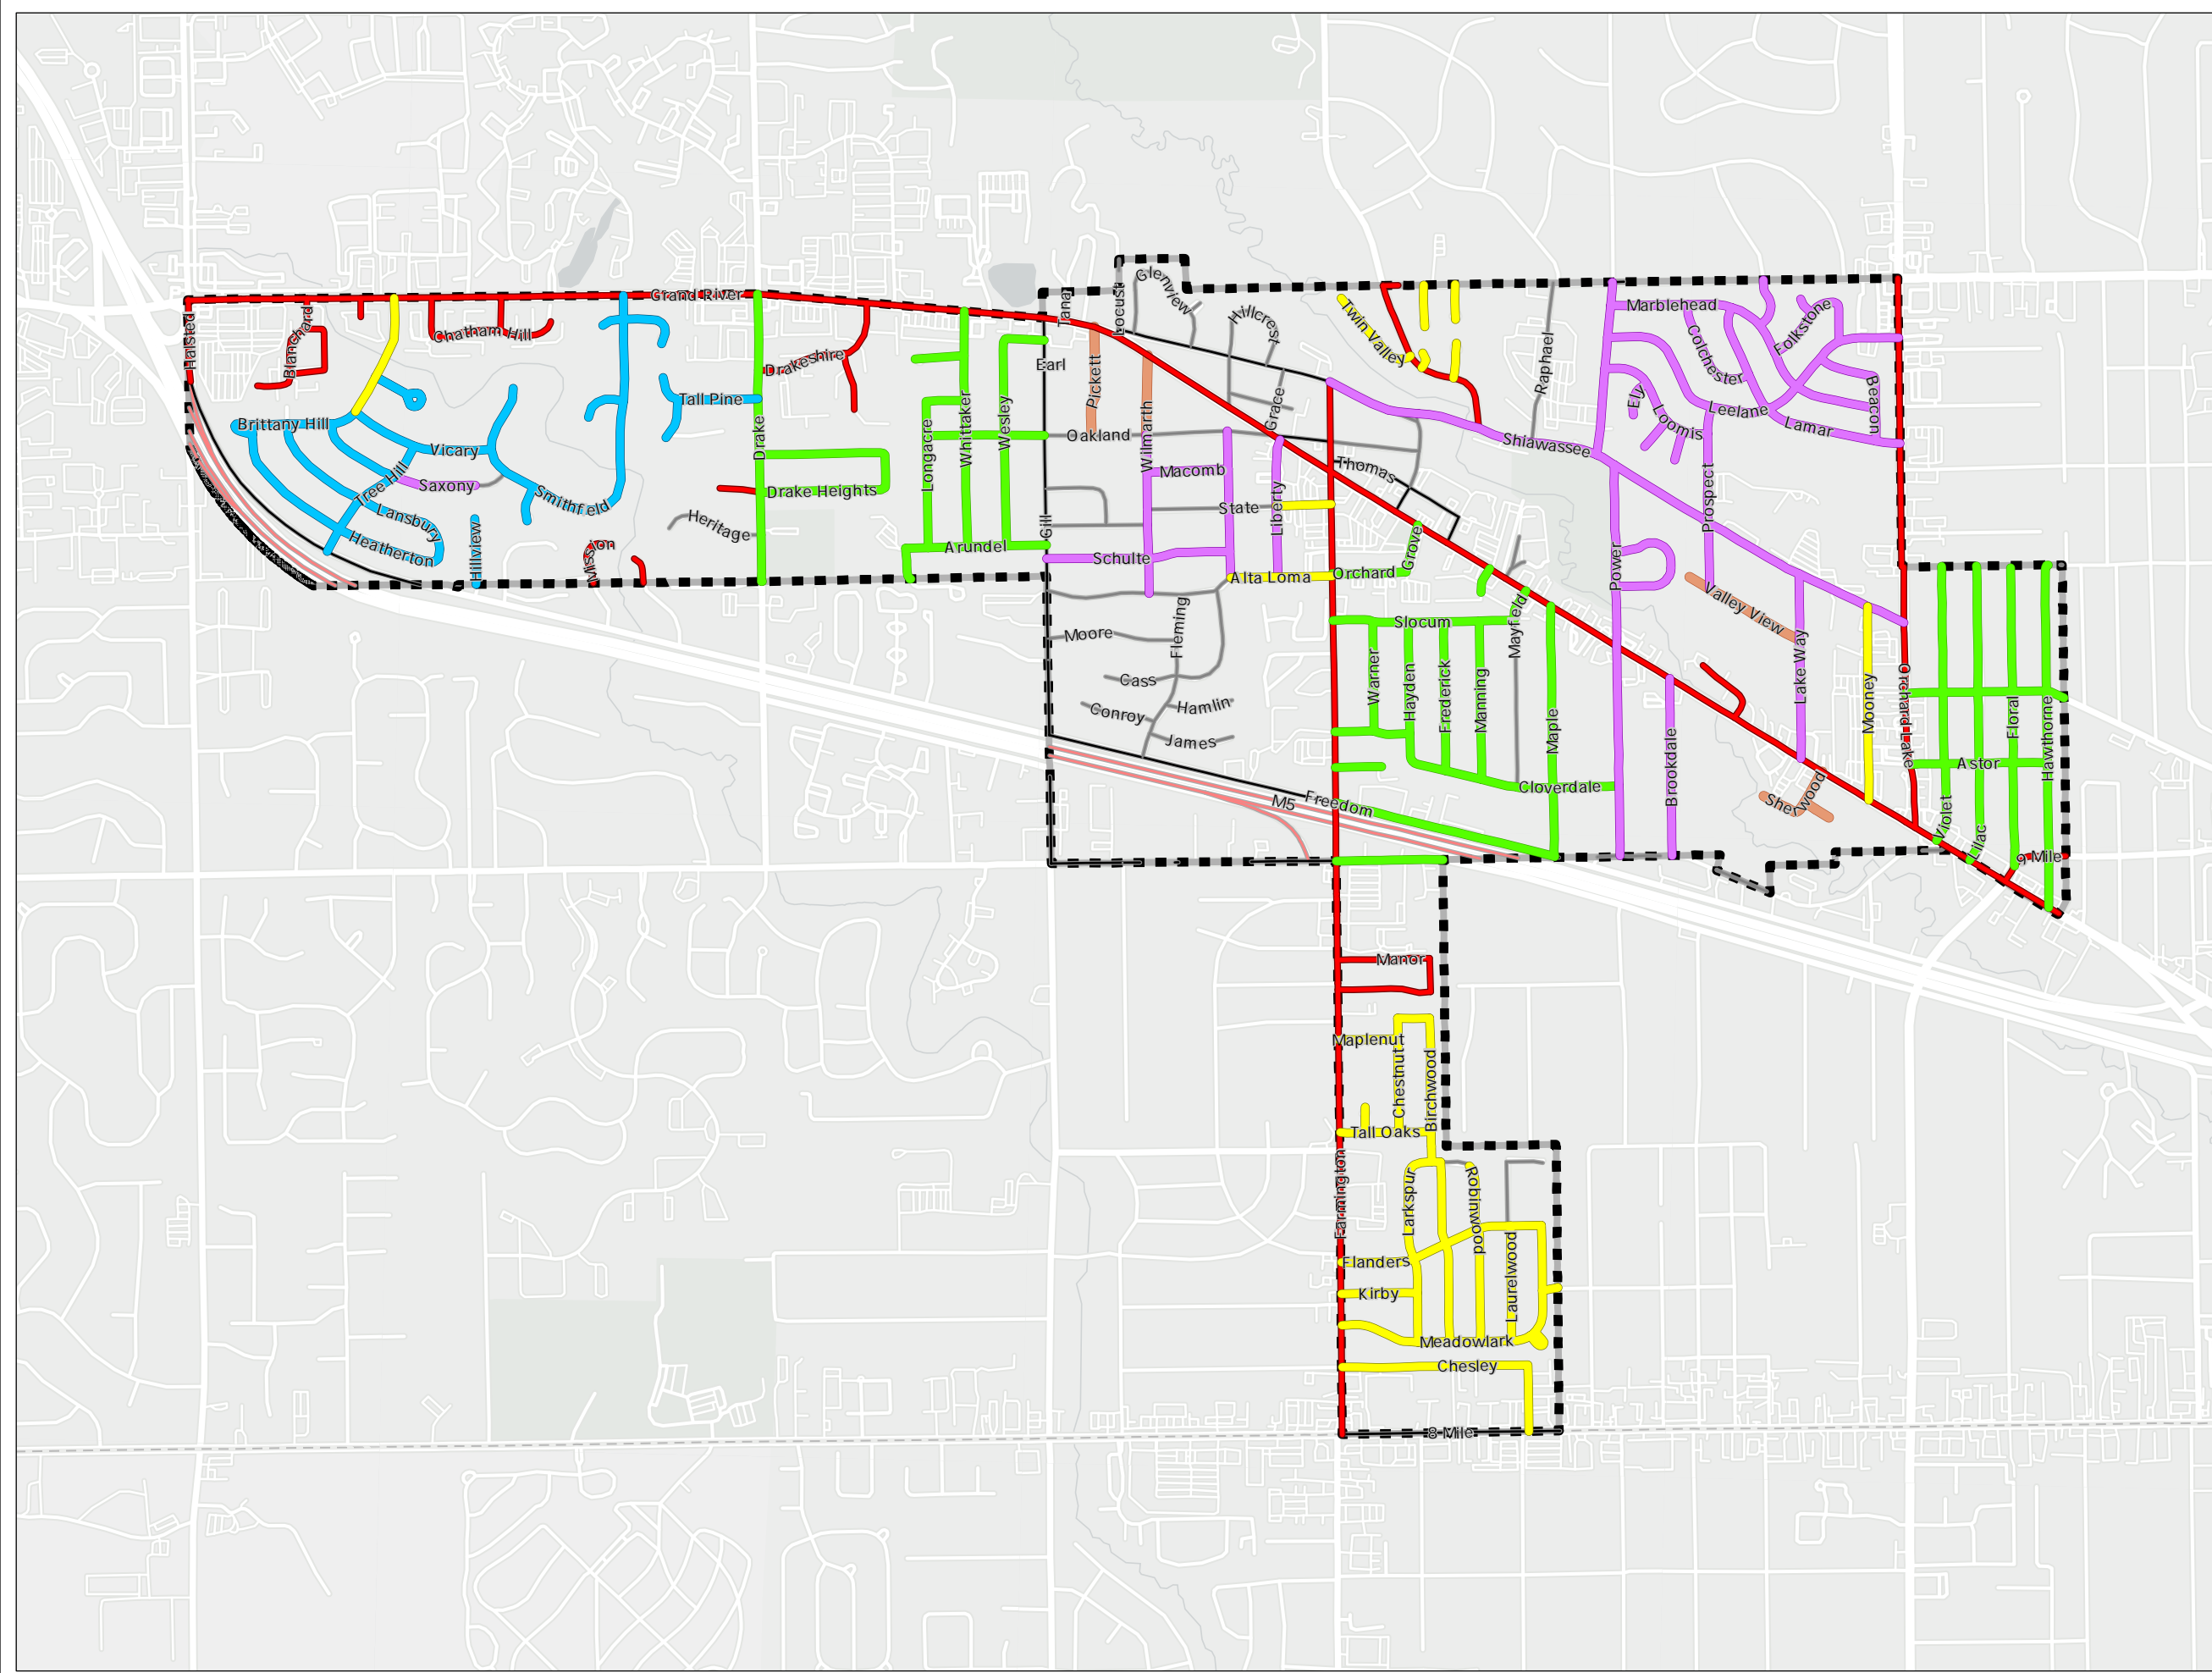 Glenview
Tana
Locust
Grand River
Halsted
Blanchard
Chatham Hill
Hillcrest
Twin Valley
Marblehead
Folkstone
Colchester
Raphael
Drakeshire
Earl
Pickett
Tall Pine
Ely
Beacon
Leelane
Loomis
Lamar
Grace
Brittany Hill
Vicary
Drake
Longacre
Whittaker
Wesley
Oakland
Wilmarth
Shiawassee
Thomas
Macomb
Tree Hill
Saxony
Smithfield
Drake Heights
Prospect
State
Liberty
Lansbury
Heritage
Gill
Heatherton
Hillview
Mission
Arundel
Schulte
Grove
Alta Loma
Orchard
Power
Valley View
Mayfield
Slocum
Moore
Fleming
Lake Way
Cass
Warner
Hayden
Frederick
Manning
Maple
Mooney
Orchard Lake
Floral
Hawthorne
Conroy
Hamlin
James
Brookdale
Astor
Cloverdale
M5
Freedom
Sherwood
Violet
Lilac
9 Mile
Manor
Maplenut
Chestnut
Birchwood
Tall Oaks
Farmington
Larkspur
Robinwood
Flanders
Laurelwood
Kirby
Meadowlark
Chesley
8 Mile